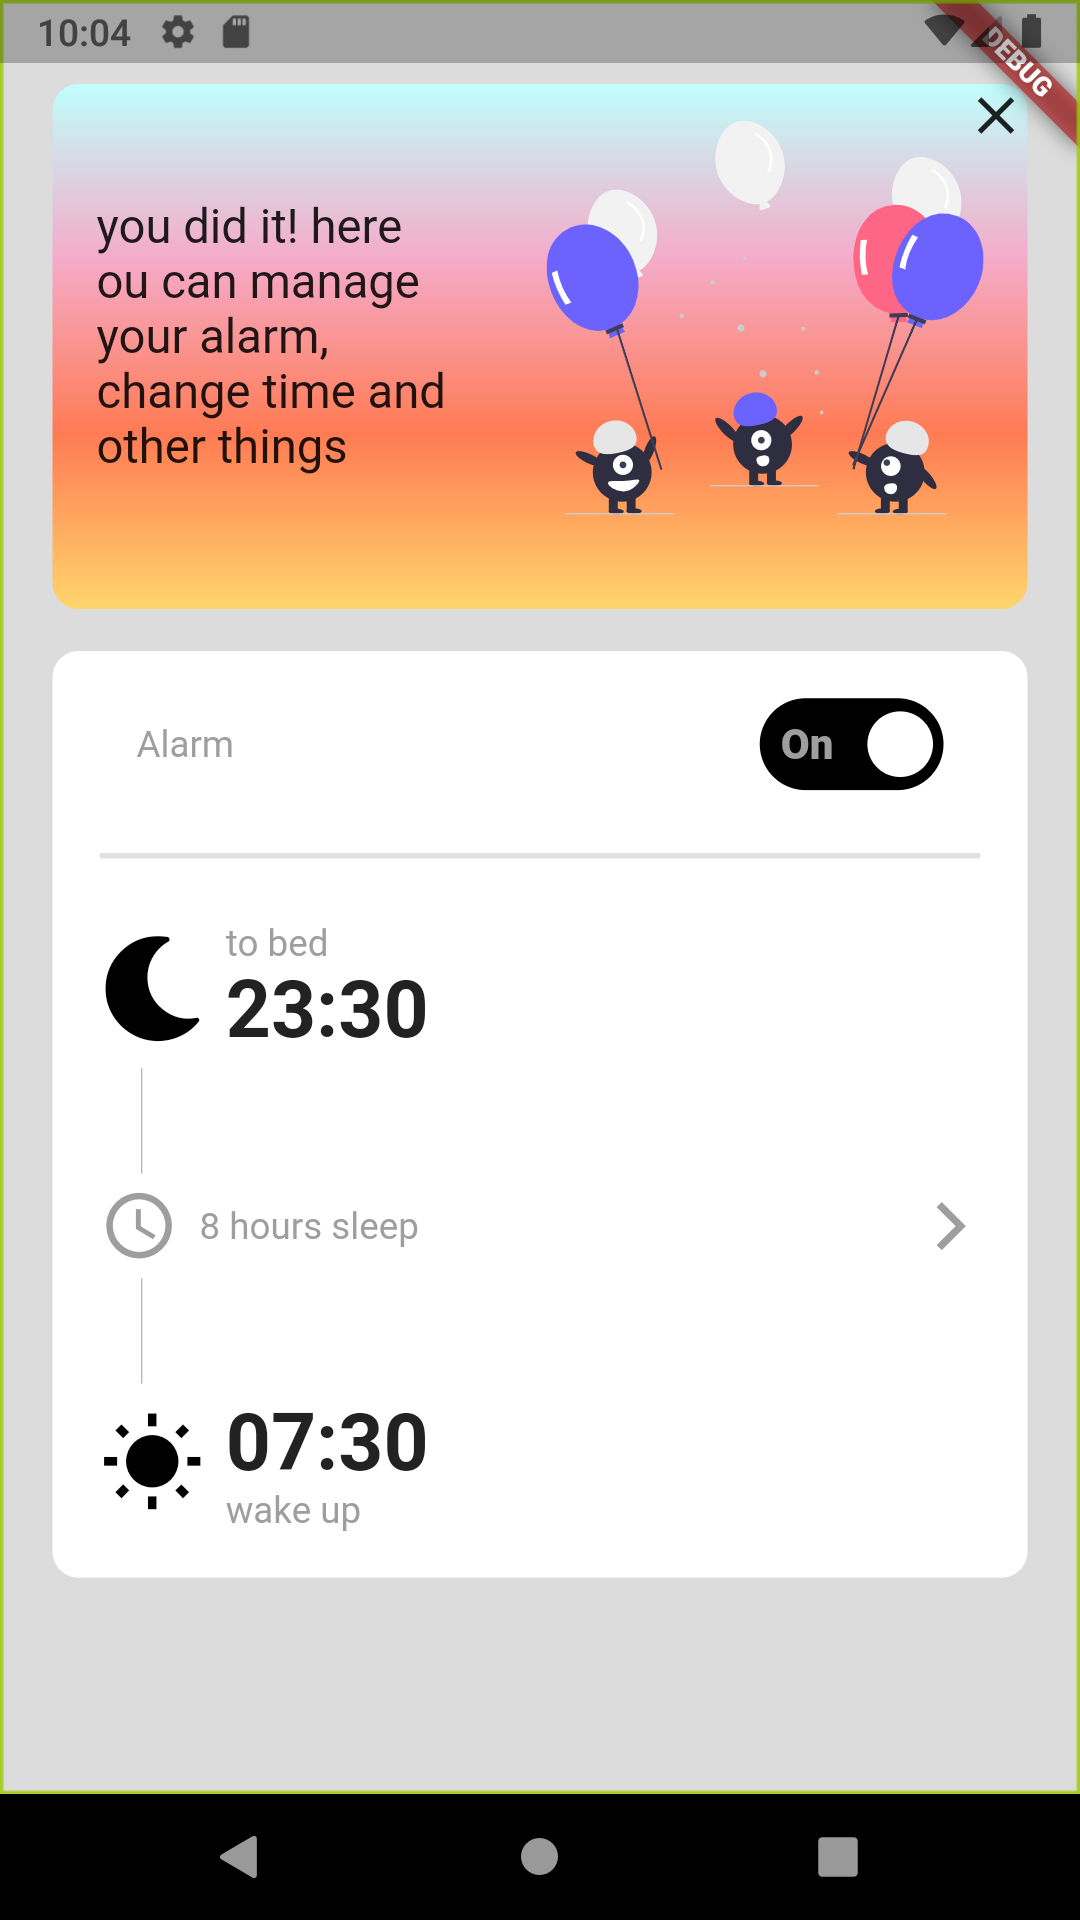 10:04
DEBUG
you did it! here
ou can manage
your alarm,
change time and
other things
Alarm
On
to bed
23:30
8 hours sleep
07:30
wake up